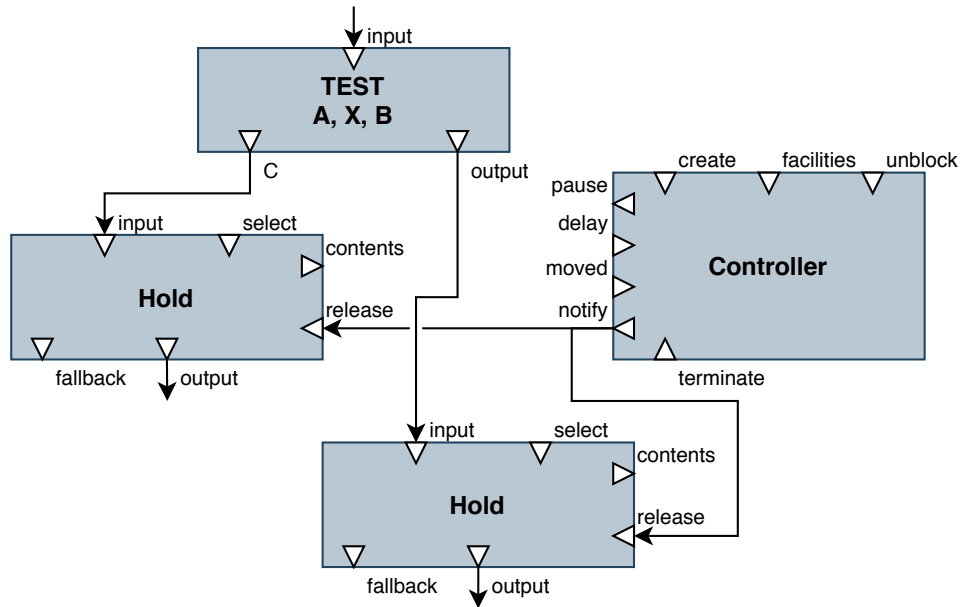 input
TEST
A, X, B
C
output
create
facilities
unblock
pause
delay
moved
notify
Controller
terminate
input
select
contents
Hold
release
fallback
output
input
select
contents
Hold
release
fallback
output